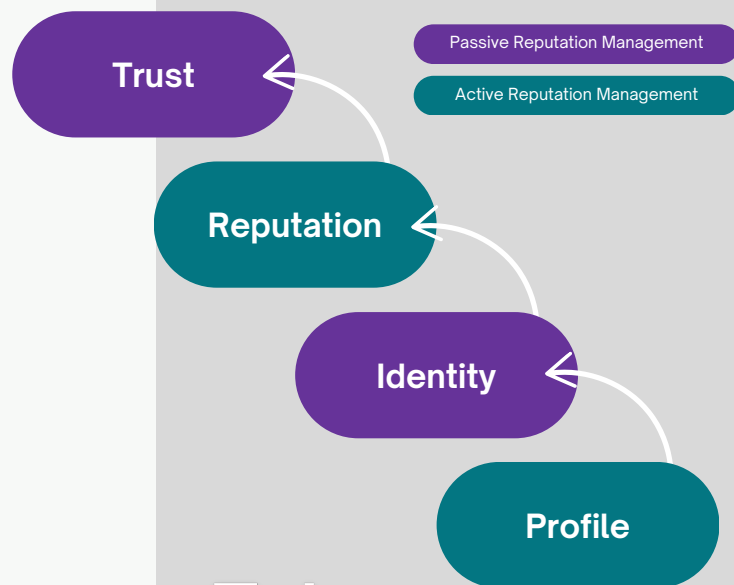 Passive Reputation Management
Active Reputation Management
Trust
Reputation
Identity
Profile